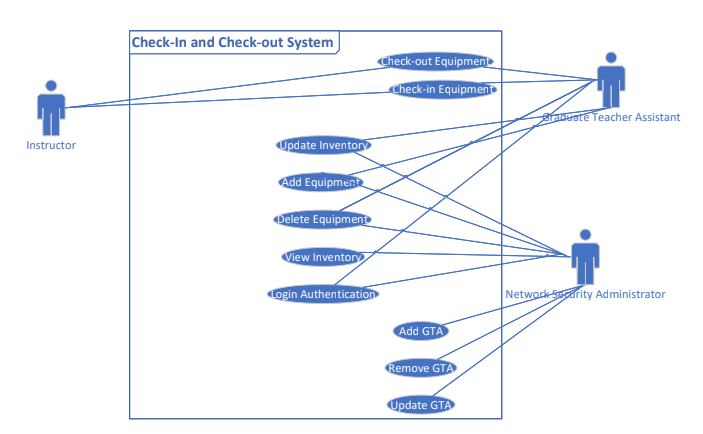 Check-In and Check-out System
Check-out Equipment
Check-in Equipment
Graduate Teacher Assistant
Instructor
Update Inventory
Add Equipment
Delete Equipment
View Inventory
Login Authentication
Network Security Administrator
Add GTA
Remove GTA
Update GTA